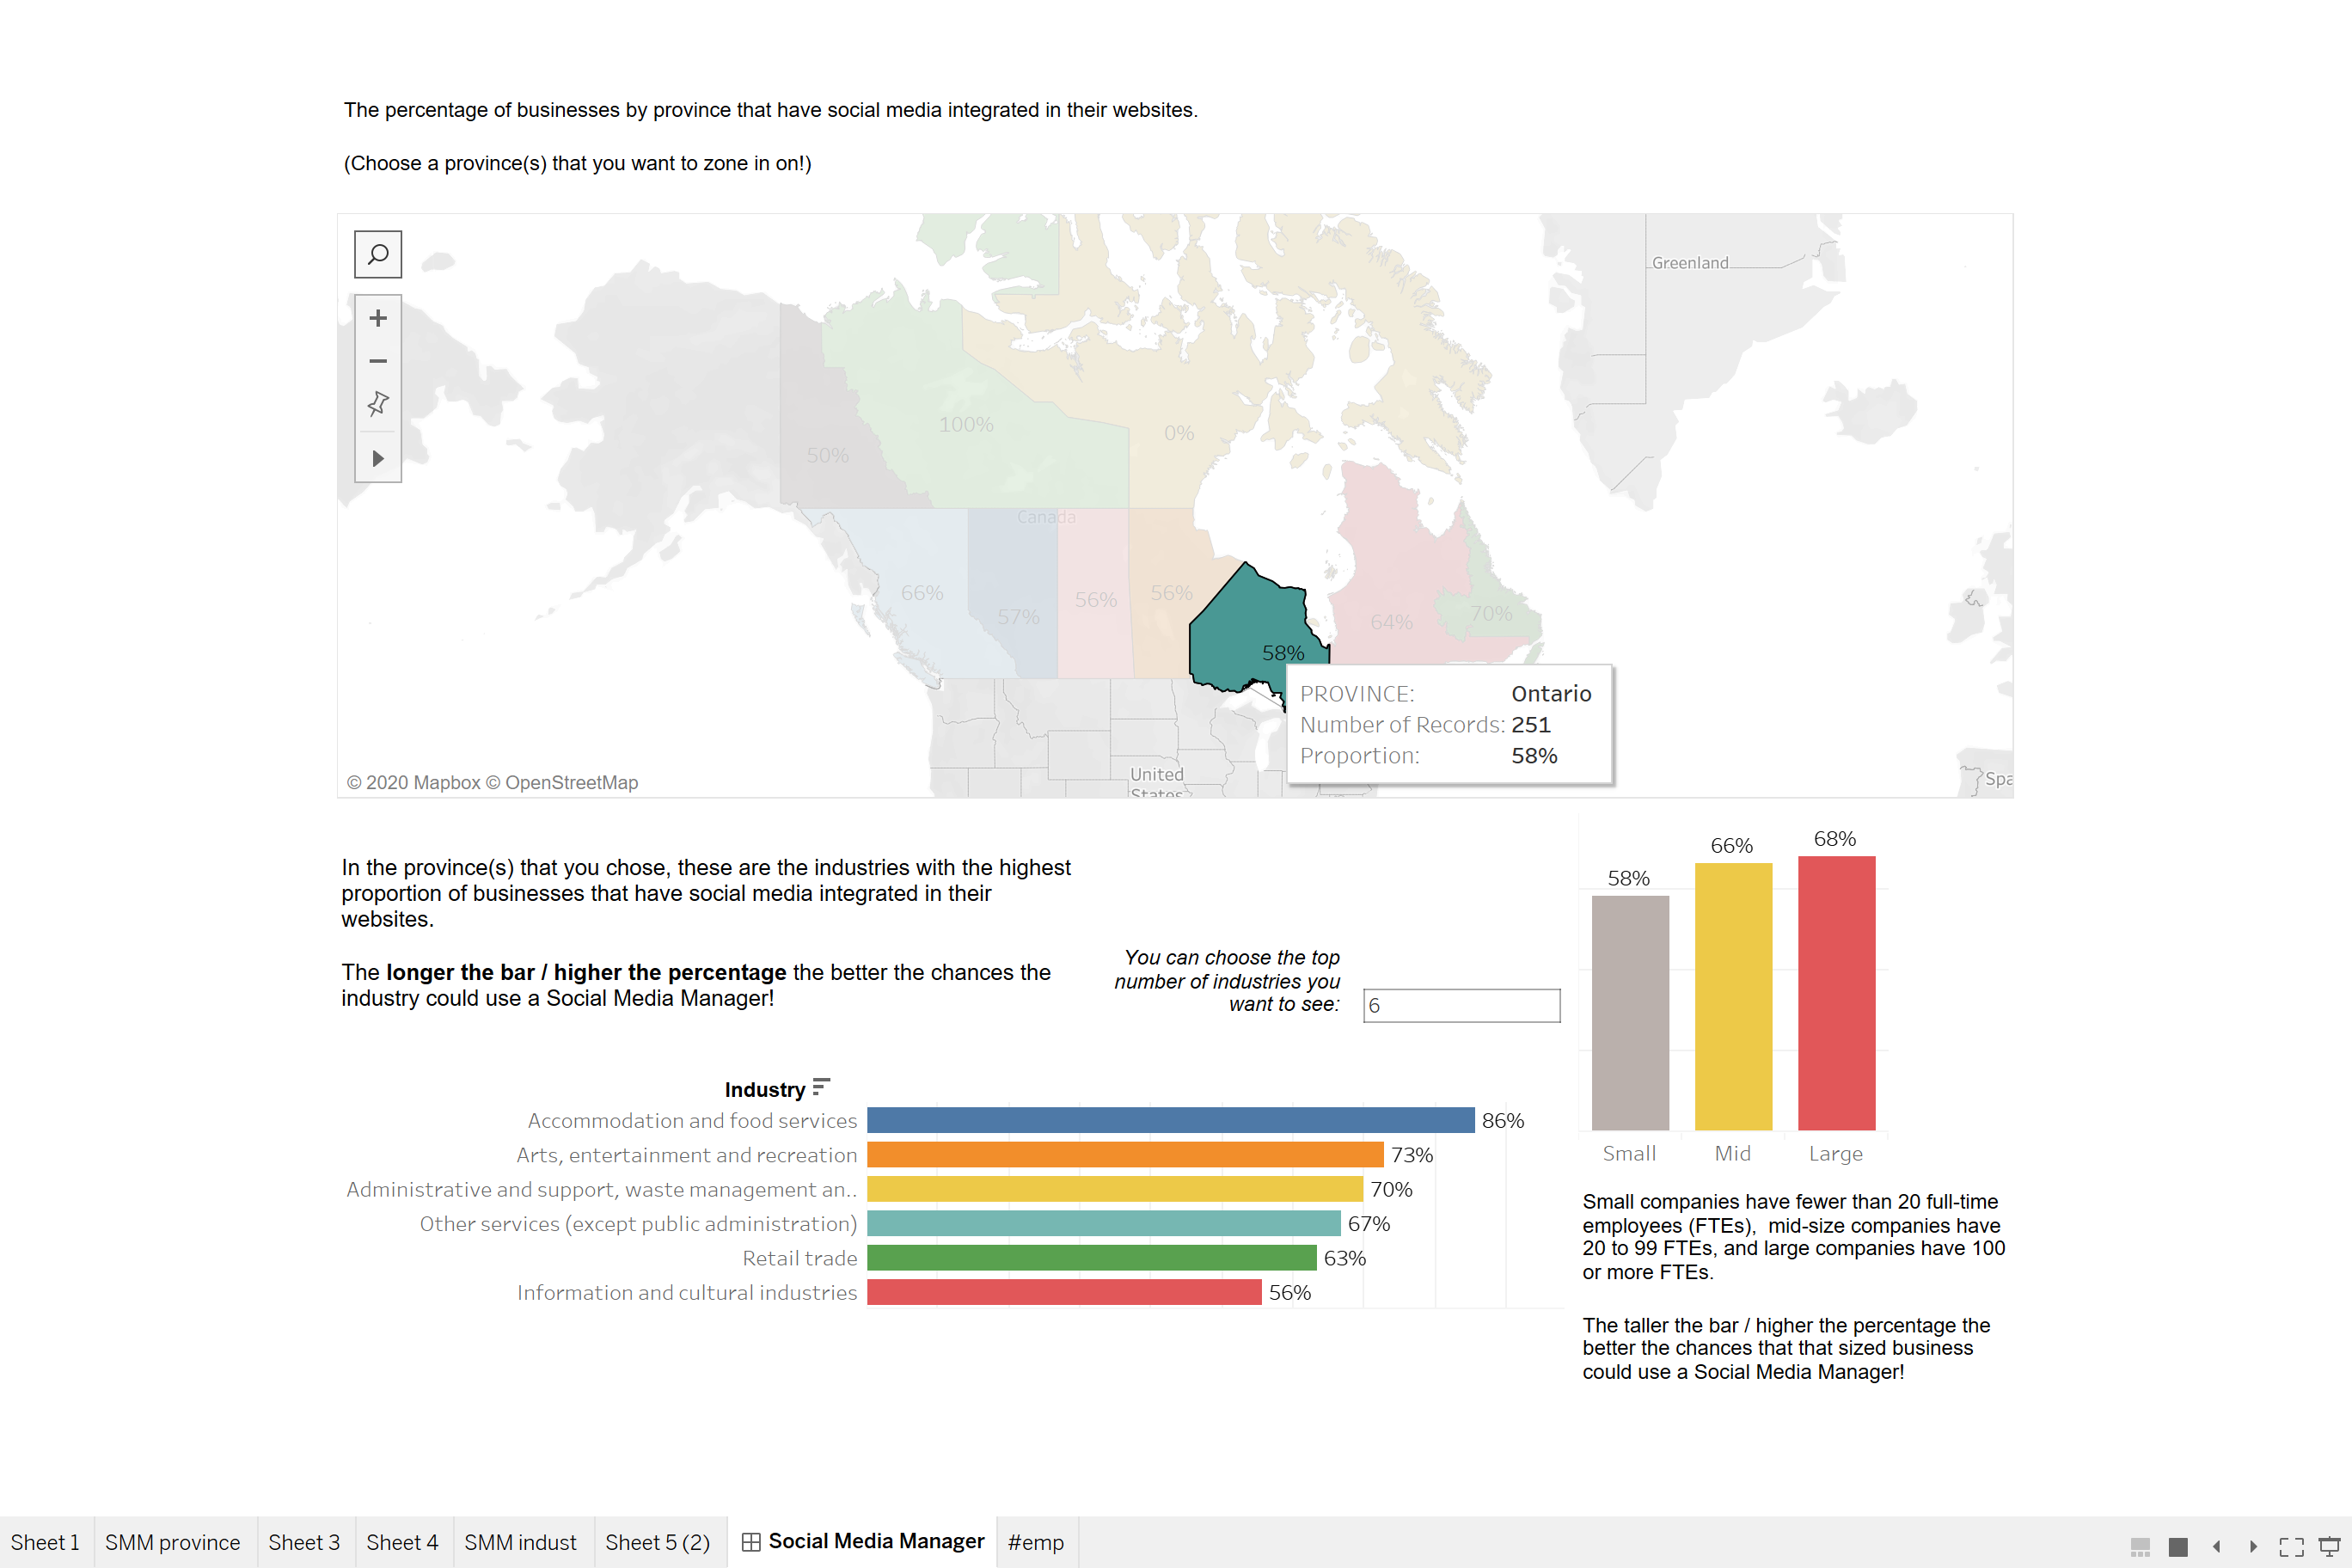 The percentage of businesses by province that have social media integrated in their websites.
(Choose a province(s) that you want to zone in on!)
Greenland
100%
0%
50%
Canada
66%
57%
56%
56%
64%
70%
58%
PROVINCE: Ontario
Number of Records: 251
Proportion: 58%
United
States
Spa
© 2020 Mapbox © OpenStreetMap
In the province(s) that you chose, these are the industries with the highest
proportion of businesses that have social media integrated in their
websites.
The longer the bar / higher the percentage the better the chances the
industry could use a Social Media Manager!
You can choose the top
number of industries you
want to see:
6
Industry
Accommodation and food services 86%
Arts, entertainment and recreation 73%
Administrative and support, waste management an.. 70%
Other services (except public administration) 67%
Retail trade 63%
Information and cultural industries 56%
58% 66% 68%
Small Mid Large
Small companies have fewer than 20 full-time
employees (FTEs),  mid-size companies have
20 to 99 FTEs, and large companies have 100
or more FTEs.
The taller the bar / higher the percentage the
better the chances that that sized business
could use a Social Media Manager!
Sheet 1 SMM province Sheet 3 Sheet 4 SMM indust Sheet 5 (2) Social Media Manager #emp